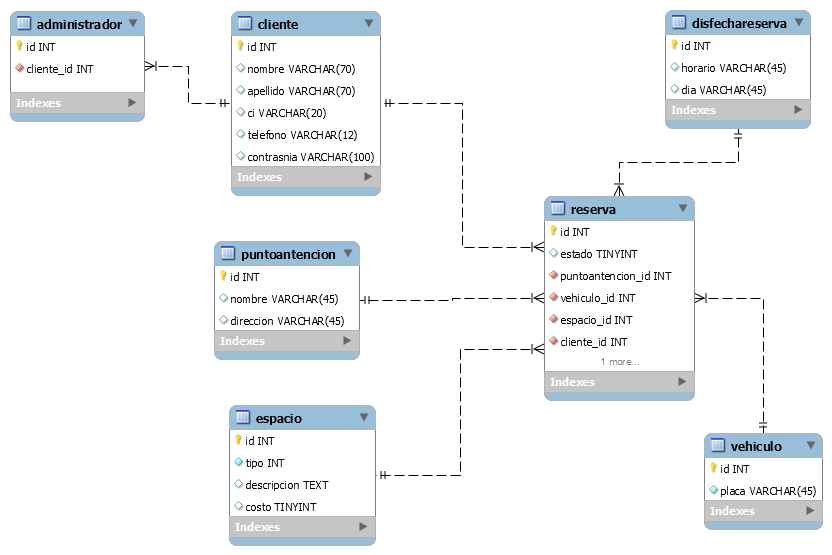 administrador
id INT
cliente_id INT
Indexes
cliente
id INT
nombre VARCHAR(70)
apellido VARCHAR(70)
ci VARCHAR(20)
telefono VARCHAR(12)
contrasnia VARCHAR(100)
Indexes
disfechareserva
id INT
horario VARCHAR(45)
dia VARCHAR(45)
Indexes
puntoantencion
id INT
nombre VARCHAR(45)
direccion VARCHAR(45)
Indexes
reserva
id INT
estado TINYINT
puntoantencion_id INT
vehiculo_id INT
espacio_id INT
cliente_id INT
1 more...
Indexes
espacio
id INT
tipo INT
descripcion TEXT
costo TINYINT
Indexes
vehiculo
id INT
placa VARCHAR(45)
Indexes